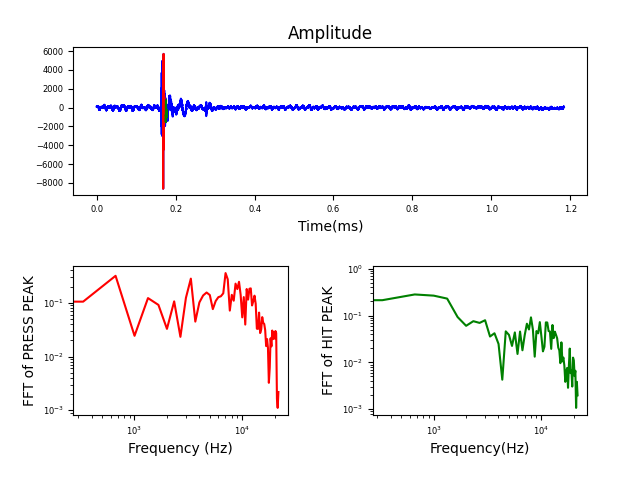 Amplitude
6000
4000
2000
0
−2000
−4000
−6000
−8000
0.0 0.2 0.4 0.6 0.8 1.0 1.2
Time(ms)
FFT of PRESS PEAK
10⁻¹
10⁻²
10⁻³
10³ 10⁴
Frequency (Hz)
FFT of HIT PEAK
10⁰
10⁻¹
10⁻²
10⁻³
10³ 10⁴
Frequency(Hz)